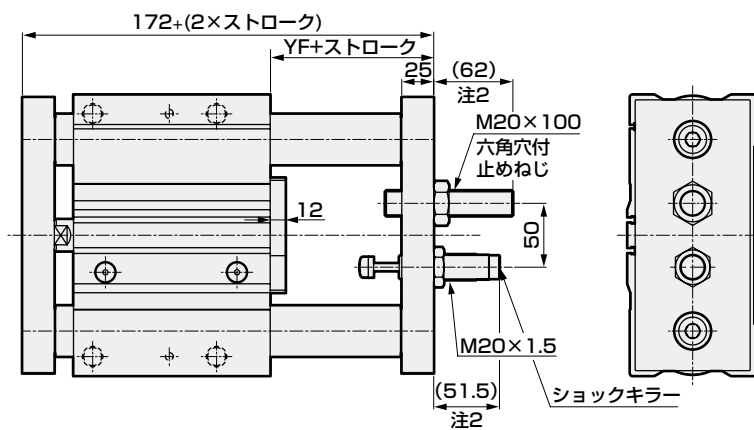 172+(2×ストローク)
YF+ストローク
25
(62)
注2
M20×100
六角穴付
止めねじ
12
50
M20×1.5
(51.5)
注2
ショックキラー